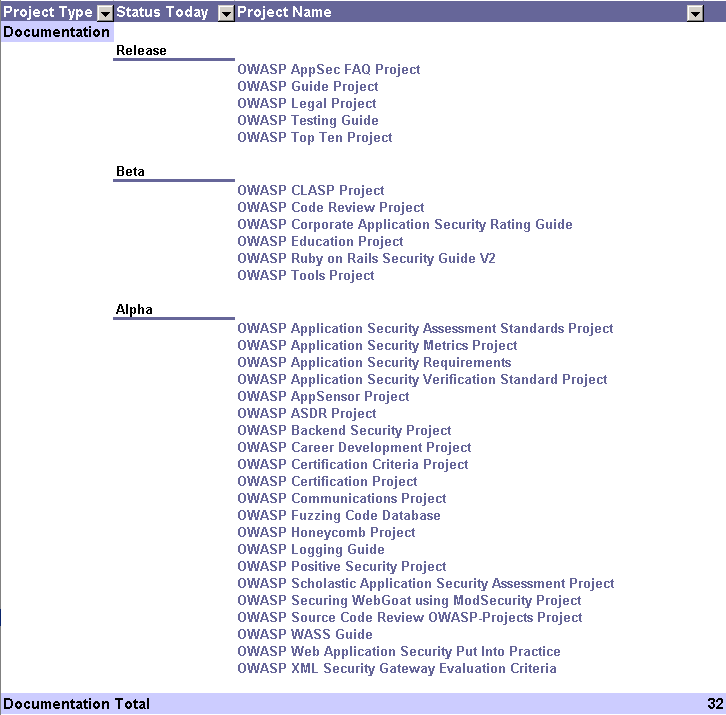 Project Type Status Today Project Name
Documentation
Release
OWASP AppSec FAQ Project
OWASP Guide Project
OWASP Legal Project
OWASP Testing Guide
OWASP Top Ten Project
Beta
OWASP CLASP Project
OWASP Code Review Project
OWASP Corporate Application Security Rating Guide
OWASP Education Project
OWASP Ruby on Rails Security Guide V2
OWASP Tools Project
Alpha
OWASP Application Security Assessment Standards Project
OWASP Application Security Metrics Project
OWASP Application Security Requirements
OWASP Application Security Verification Standard Project
OWASP AppSensor Project
OWASP ASDR Project
OWASP Backend Security Project
OWASP Career Development Project
OWASP Certification Criteria Project
OWASP Certification Project
OWASP Communications Project
OWASP Fuzzing Code Database
OWASP Honeycomb Project
OWASP Logging Guide
OWASP Positive Security Project
OWASP Scholastic Application Security Assessment Project
OWASP Securing WebGoat using ModSecurity Project
OWASP Source Code Review OWASP-Projects Project
OWASP WASS Guide
OWASP Web Application Security Put Into Practice
OWASP XML Security Gateway Evaluation Criteria
Documentation Total 32